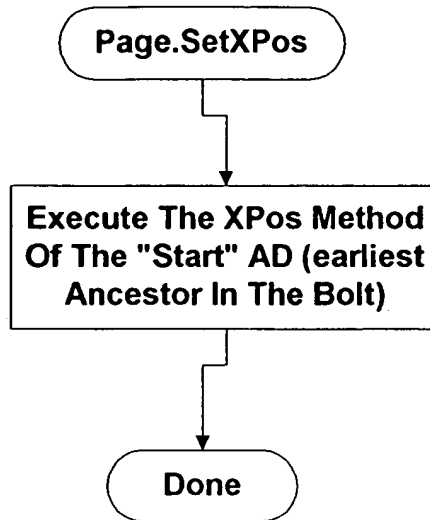 Page.SetXPos
Execute The XPos Method
Of The "Start" AD (earliest
Ancestor In The Bolt)
Done